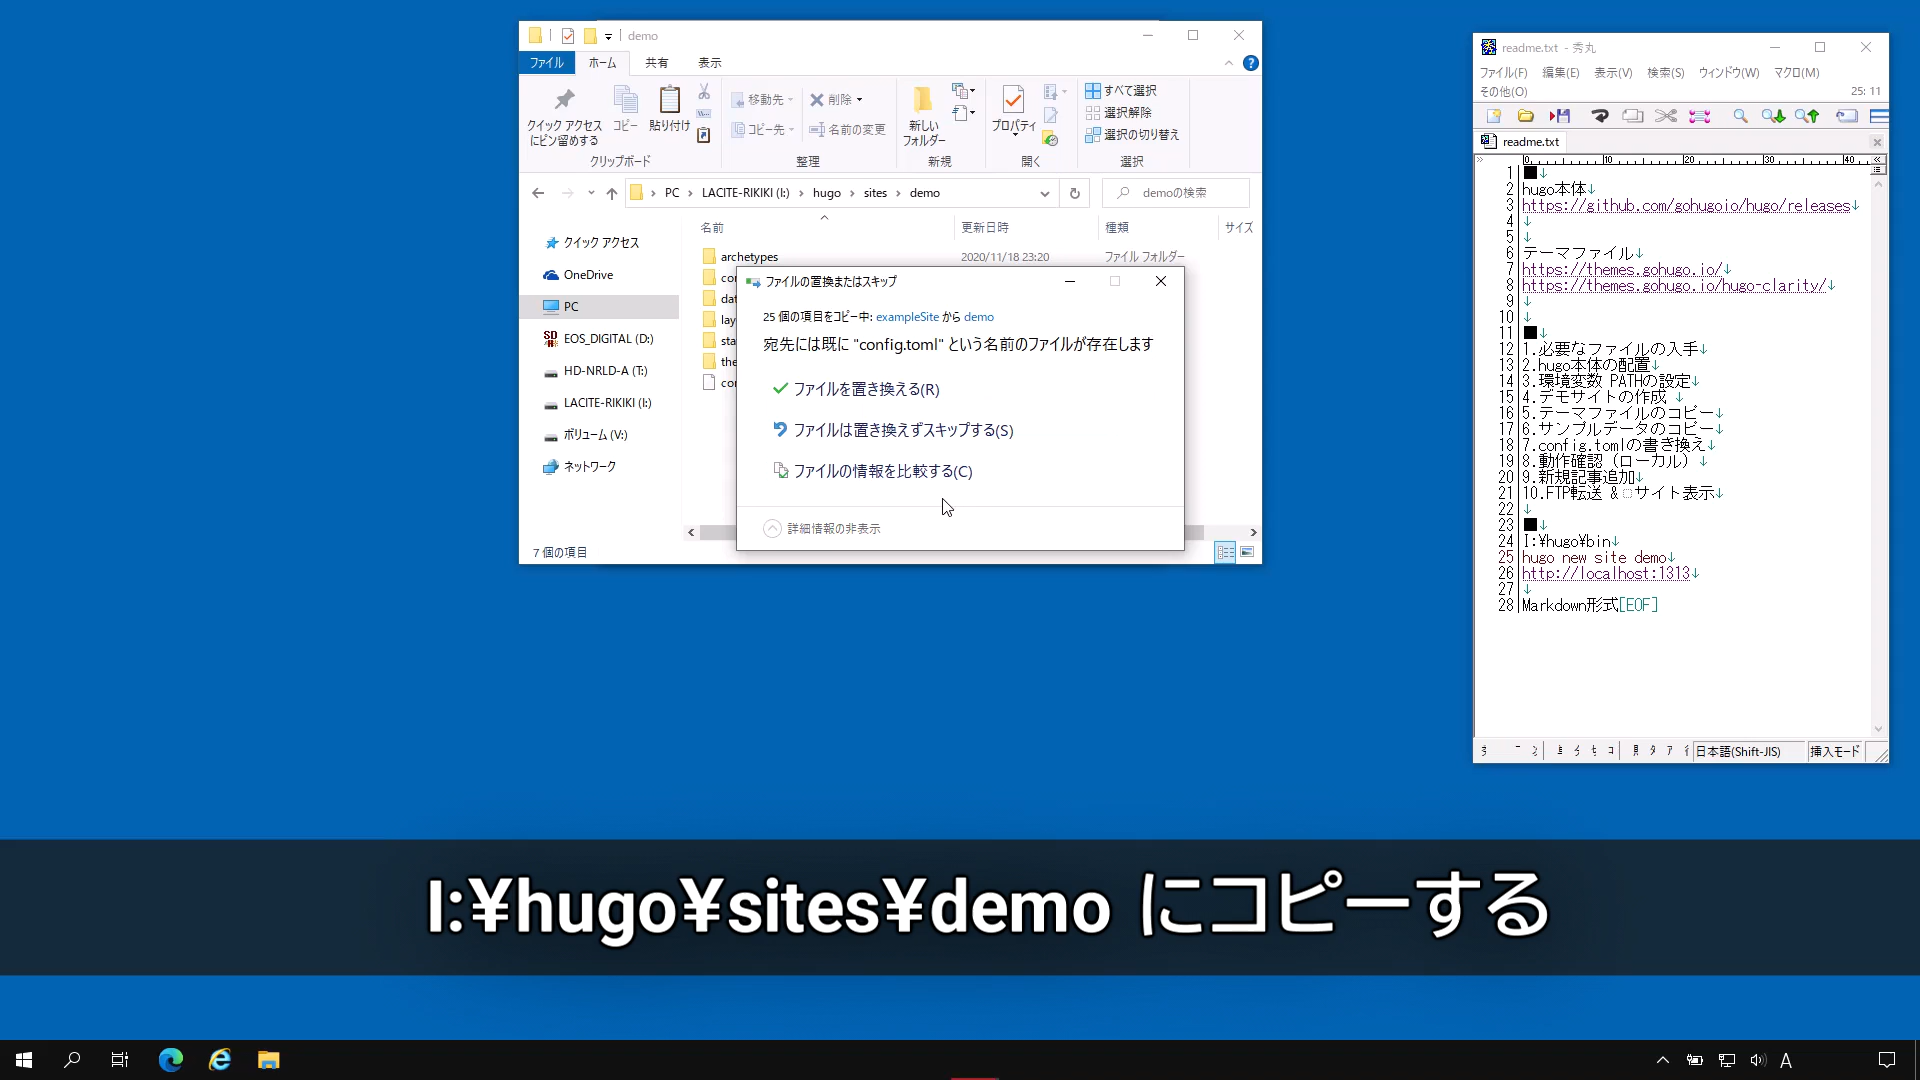 demo
ファイル ホーム 共有 表示
クイック アクセスにピン留めする
コピー
貼り付け
移動先
コピー先
削除
名前の変更
新しいフォルダー
プロパティ
すべて選択
選択解除
選択の切り替え
クリップボード 整理 新規 開く 選択
PC LACITE-RIKIKI (I:) hugo sites demo
demoの検索
名前 更新日時 種類 サイズ
クイック アクセス
OneDrive
PC
EOS_DIGITAL (D:)
HD-NRLD-A (T:)
LACITE-RIKIKI (I:)
ボリューム (V:)
ネットワーク
archetypes 2020/11/18 23:20 ファイル フォルダー
7 個の項目
ファイルの置換またはスキップ
25 個の項目をコピー中: exampleSite から demo
宛先には既に "config.toml" という名前のファイルが存在します
ファイルを置き換える(R)
ファイルは置き換えずスキップする(S)
ファイルの情報を比較する(C)
詳細情報の非表示
readme.txt - 秀丸
ファイル(F) 編集(E) 表示(V) 検索(S) ウィンドウ(W) マクロ(M)
その他(O) 25: 11
readme.txt
0 10 20 30 40
1 ■↓
2 hugo本体↓
3 https://github.com/gohugoio/hugo/releases↓
4 ↓
5 ↓
6 テーマファイル↓
7 https://themes.gohugo.io/↓
8 https://themes.gohugo.io/hugo-clarity/↓
9 ↓
10 ↓
11 ■↓
12 1.必要なファイルの入手↓
13 2.hugo本体の配置↓
14 3.環境変数 PATHの設定↓
15 4.デモサイトの作成 ↓
16 5.テーマファイルのコピー↓
17 6.サンプルデータのコピー↓
18 7.config.tomlの書き換え↓
19 8.動作確認（ローカル）↓
20 9.新規記事追加↓
21 10.FTP転送 &□サイト表示↓
22 ↓
23 ■↓
24 I:¥hugo¥bin↓
25 hugo new site demo↓
26 http://localhost:1313↓
27 ↓
28 Markdown形式[EOF]
日本語(Shift-JIS) 挿入モード
I:¥hugo¥sites¥demo にコピーする
A